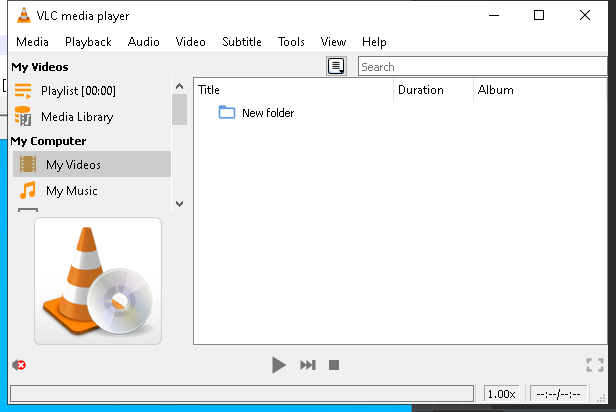 VLC media player
Media Playback Audio Video Subtitle Tools View Help
My Videos
Search
Playlist [00:00]
Media Library
My Computer
My Videos
My Music
Title Duration Album
New folder
1.00x
--:--/--:--